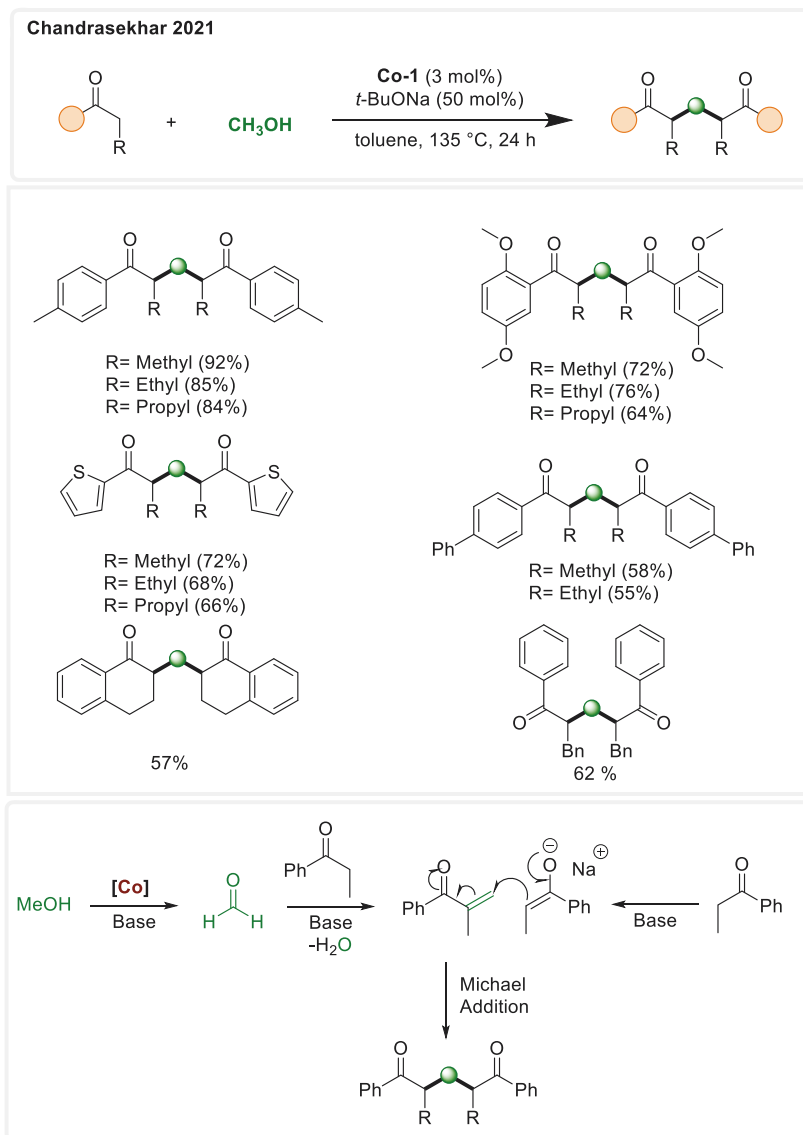 Chandrasekhar 2021
O
R
+
CH₃OH
Co-1 (3 mol%)
t-BuONa (50 mol%)
toluene, 135 °C, 24 h
O
O
R
R
O
O
R
R
R= Methyl (92%)
R= Ethyl (85%)
R= Propyl (84%)
O
O
O
O
R
R
O
O
R= Methyl (72%)
R= Ethyl (76%)
R= Propyl (64%)
O
O
S
S
R
R
R= Methyl (72%)
R= Ethyl (68%)
R= Propyl (66%)
O
O
R
R
Ph
Ph
R= Methyl (58%)
R= Ethyl (55%)
O
O
57%
O
O
Bn
Bn
62 %
MeOH
[Co]
Base
O
H
H
O
Ph
Base
-H₂O
O
Ph
O
⊖
Na
⊕
Ph
Base
O
Ph
Michael
Addition
O
O
Ph
Ph
R
R